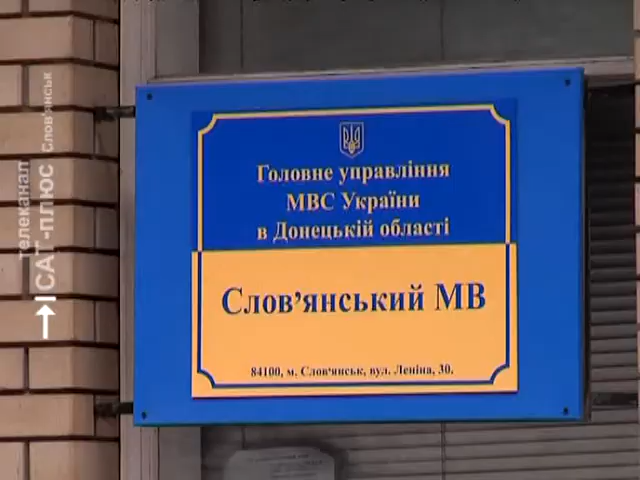 Головне управління
МВС України
в Донецькій області
Слов’янський МВ
84100, м. Слов'янськ, вул. Леніна, 30.
телеканал
САТ-ПЛЮС Слов'янськ